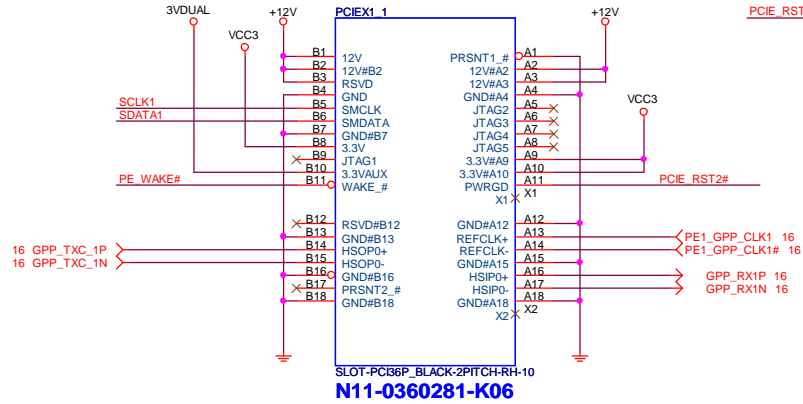 3VDUAL
+12V
PCIEX1_1
+12V
PCIE_RST
VCC3
VCC3
B1 12V PRSNT1_# A1
B2 12V#B2 12V#A2 A2
B3 RSVD 12V#A3 A3
B4 GND GND#A4 A4
SCLK1 B5 SMCLK JTAG2 A5
SDATA1 B6 SMDATA JTAG3 A6
B7 GND#B7 JTAG4 A7
B8 3.3V JTAG5 A8
B9 JTAG1 3.3V#A9 A9
B10 3.3VAUX 3.3V#A10 A10
PE_WAKE# B11 WAKE_# PWRGD A11 PCIE_RST2#
X1 X1
B12 RSVD#B12 GND#A12 A12
B13 GND#B13 REFCLK+ A13 PE1_GPP_CLK1 16
16 GPP_TXC_1P B14 HSOP0+ REFCLK- A14 PE1_GPP_CLK1# 16
16 GPP_TXC_1N B15 HSOP0- GND#A15 A15
B16 GND#B16 HSIP0+ A16 GPP_RX1P 16
B17 PRSNT2_# HSIP0- A17 GPP_RX1N 16
B18 GND#B18 GND#A18 A18
X2 X2
SLOT-PCI36P_BLACK-2PITCH-RH-10
N11-0360281-K06